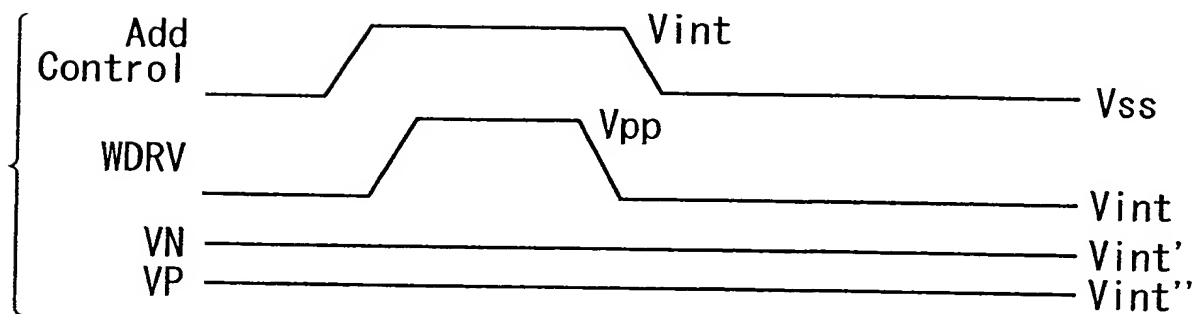 Add
Control
Vint
Vss
WDRV
Vpp
Vint
VN
Vint'
VP
Vint''